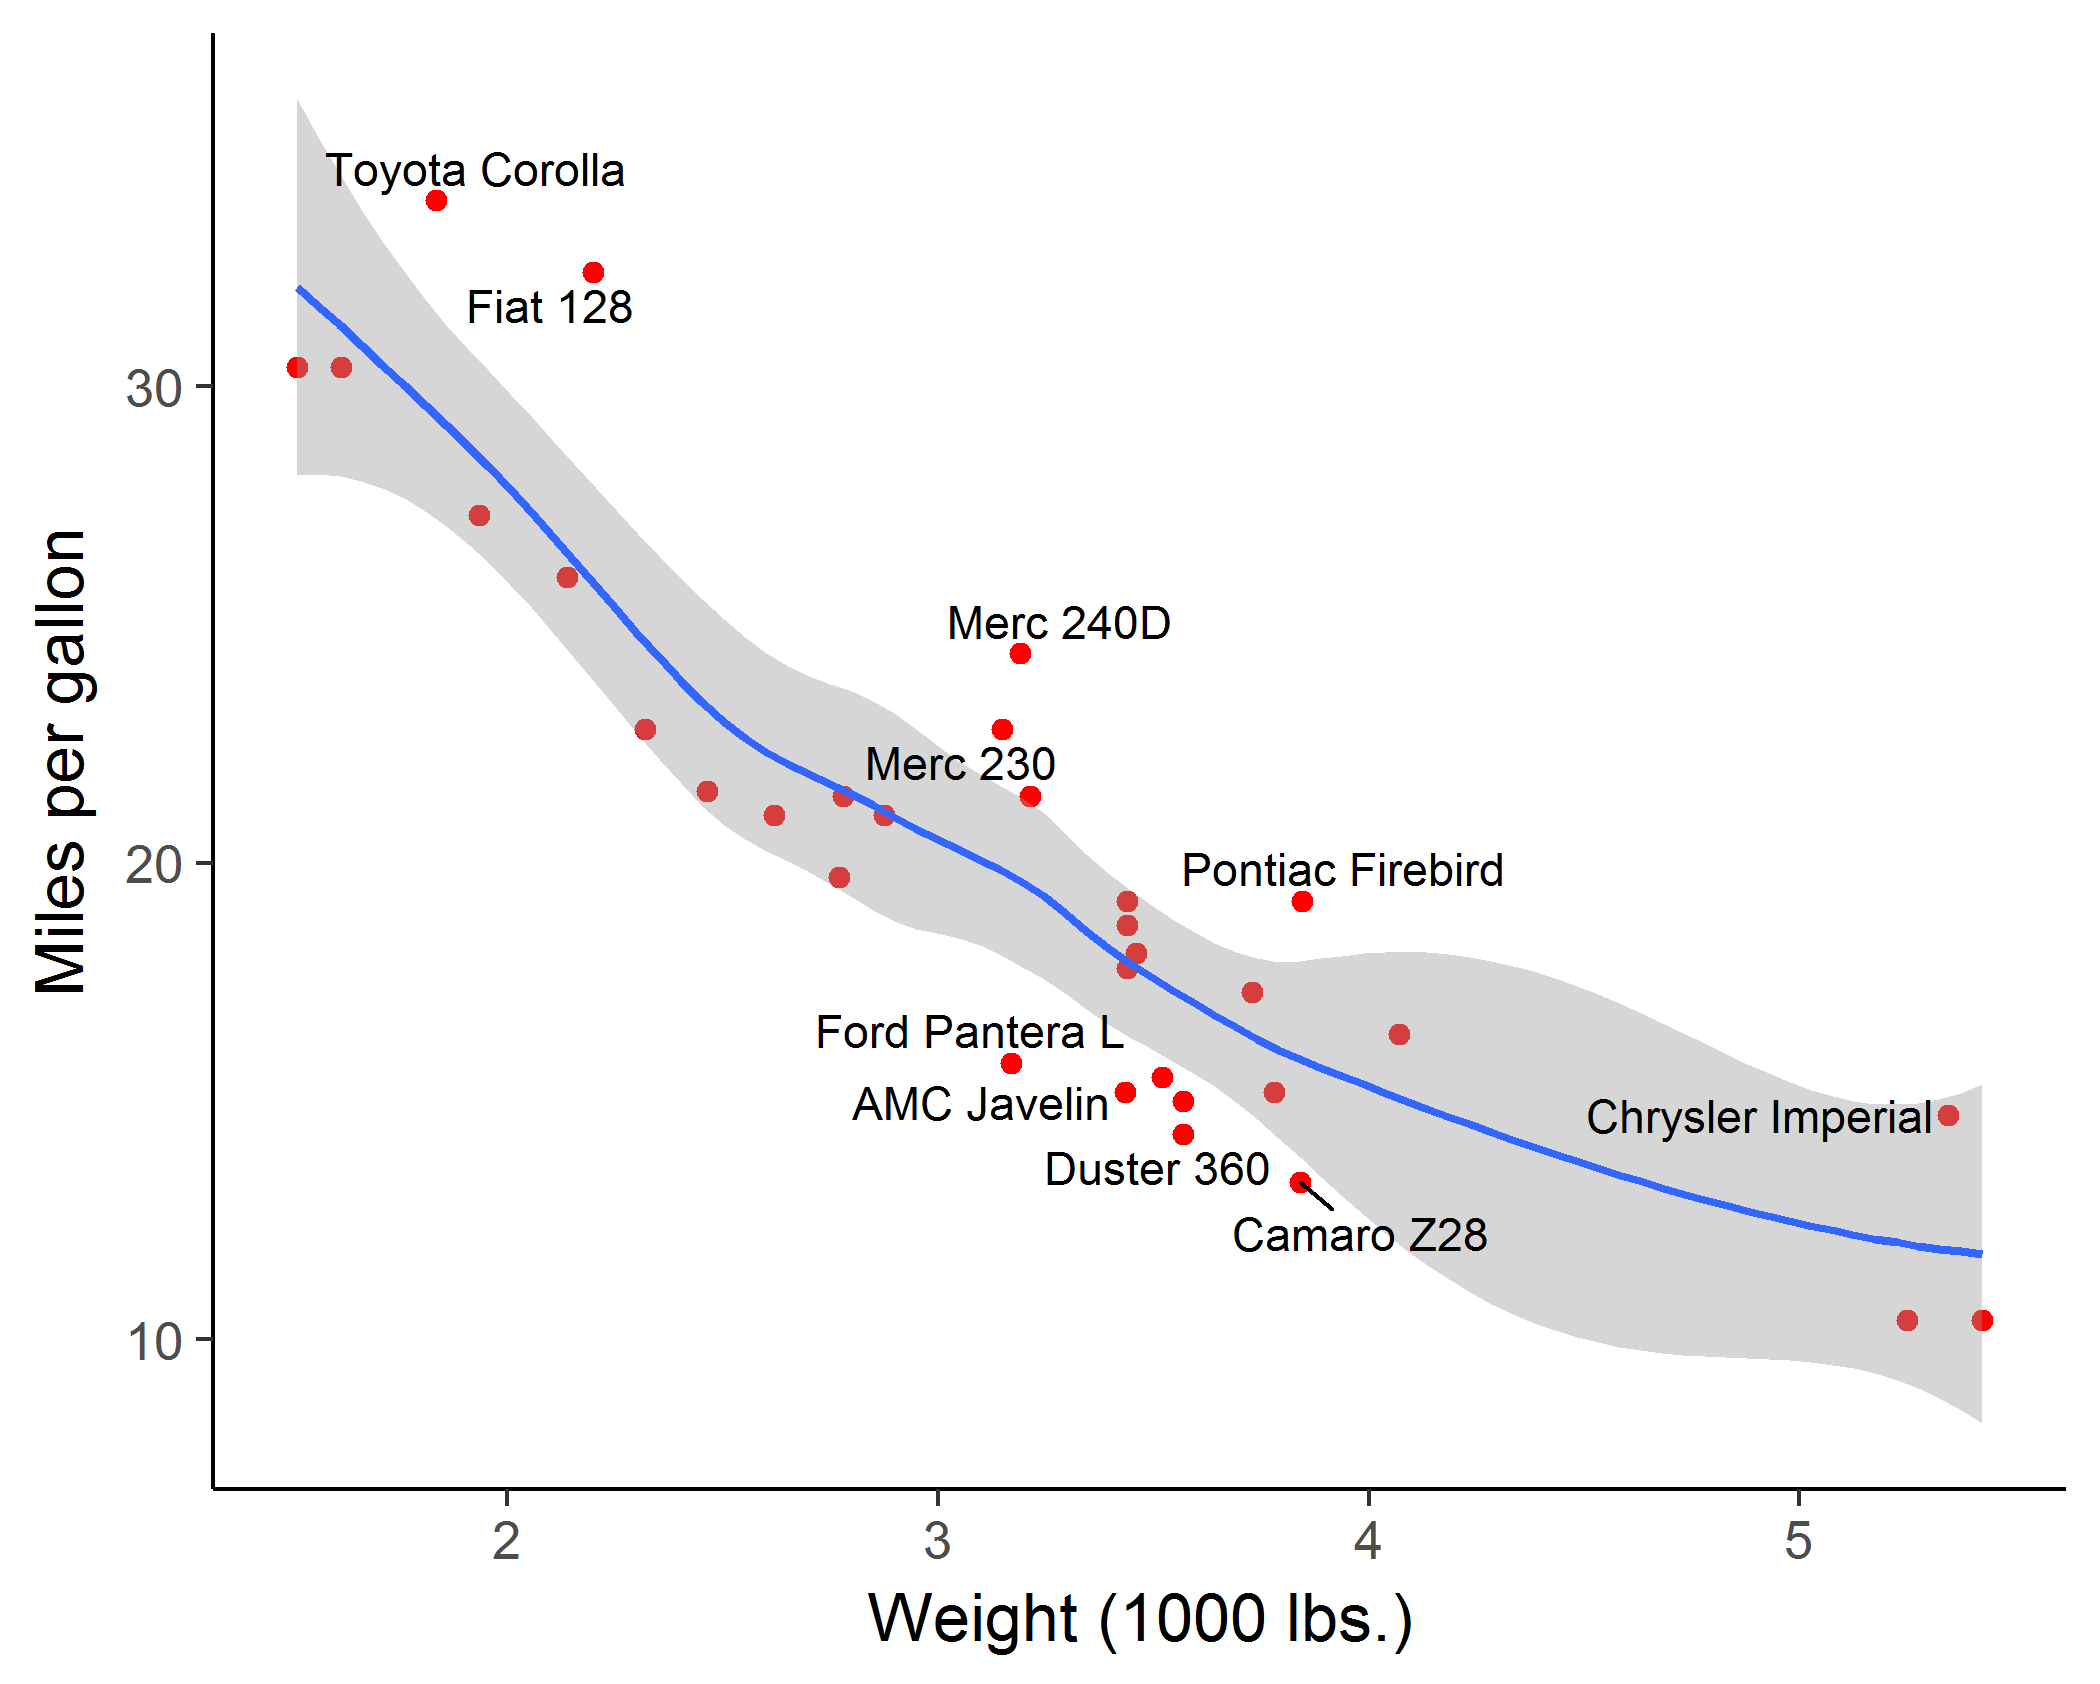 Toyota Corolla
Fiat 128
30
Merc 240D
Merc 230
20
Pontiac Firebird
Ford Pantera L
AMC Javelin
Chrysler Imperial
Duster 360
Camaro Z28
10
Miles per gallon
2
3
4
5
Weight (1000 lbs.)